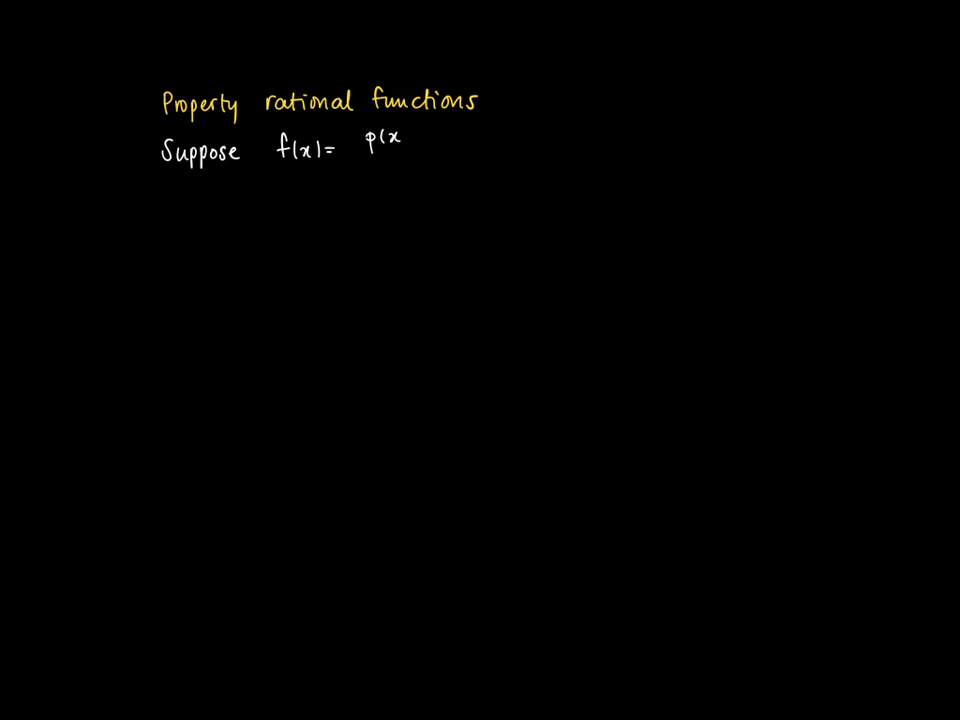 Property rational functions
Suppose f(x)= p(x